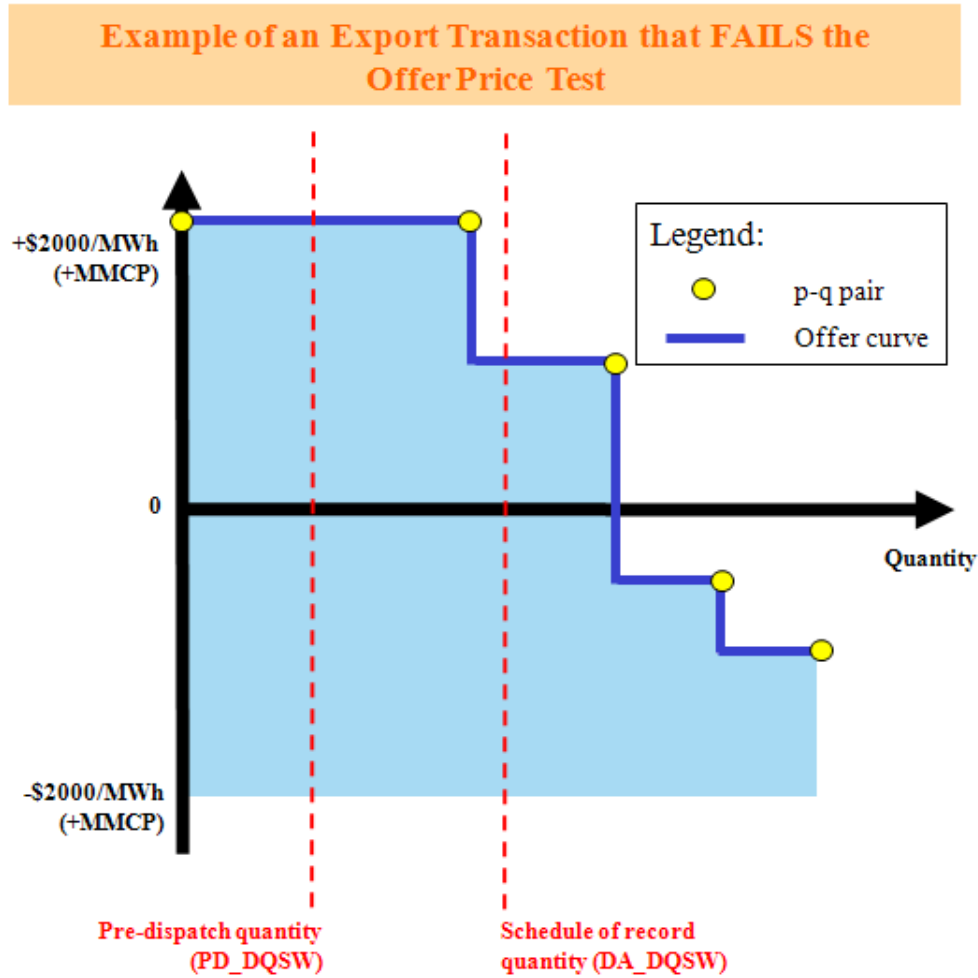 Example of an Export Transaction that FAILS the
Offer Price Test
+$2000/MWh
(+MMCP)
Legend:
p-q pair
Offer curve
0
Quantity
-$2000/MWh
(+MMCP)
Pre-dispatch quantity
(PD_DQSW)
Schedule of record
quantity (DA_DQSW)